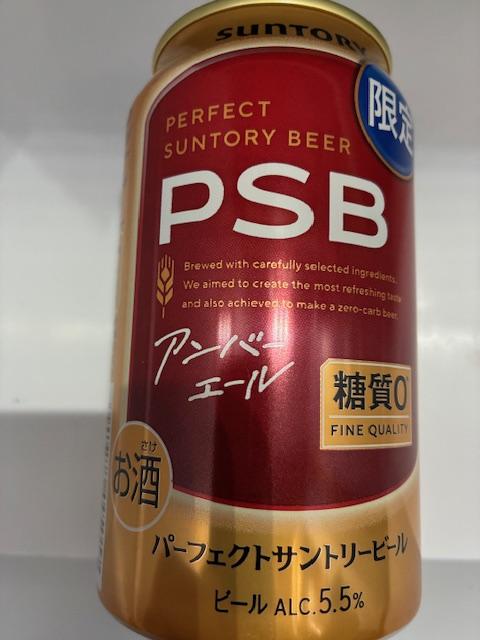 SUNTORY
限定
PERFECT
SUNTORY BEER
PSB
Brewed with carefully selected ingredients.
We aimed to create the most refreshing taste
and also achieved to make a zero-carb beer.
アンバー
エール
糖質0*
FINE QUALITY
さけ
お酒
パーフェクトサントリービール
ビール ALC.5.5%